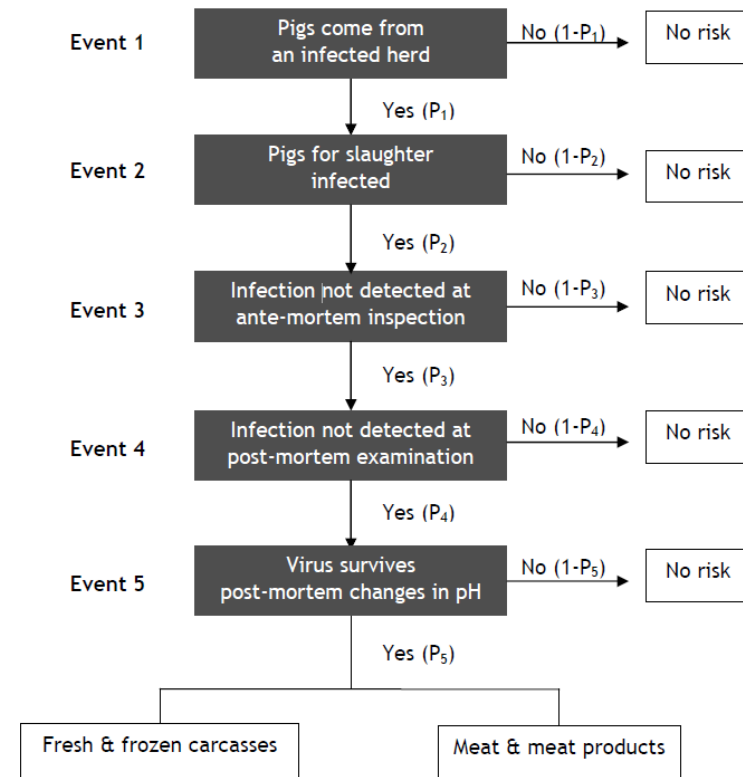 Event 1
Pigs come from
an infected herd
No (1-P₁)
No risk
Yes (P₁)
Event 2
Pigs for slaughter
infected
No (1-P₂)
No risk
Yes (P₂)
Event 3
Infection not detected at
ante-mortem inspection
No (1-P₃)
No risk
Yes (P₃)
Event 4
Infection not detected at
post-mortem examination
No (1-P₄)
No risk
Yes (P₄)
Event 5
Virus survives
post-mortem changes in pH
No (1-P₅)
No risk
Yes (P₅)
Fresh & frozen carcasses
Meat & meat products